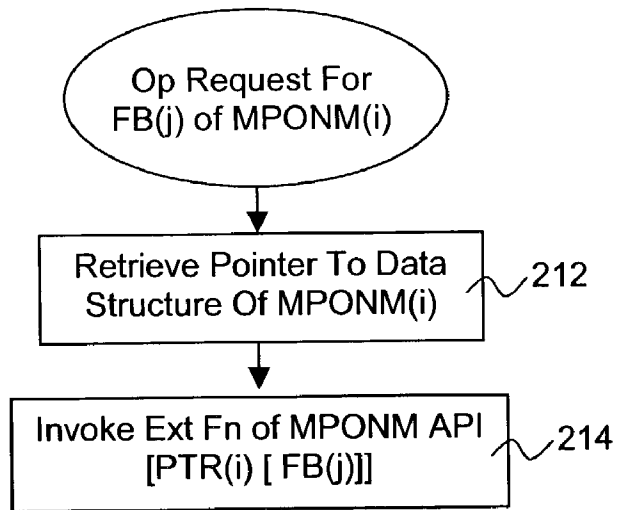 Op Request For
FB(j) of MPONM(i)
Retrieve Pointer To Data
Structure Of MPONM(i)
212
Invoke Ext Fn of MPONM API
[PTR(i) [ FB(j)]]
214